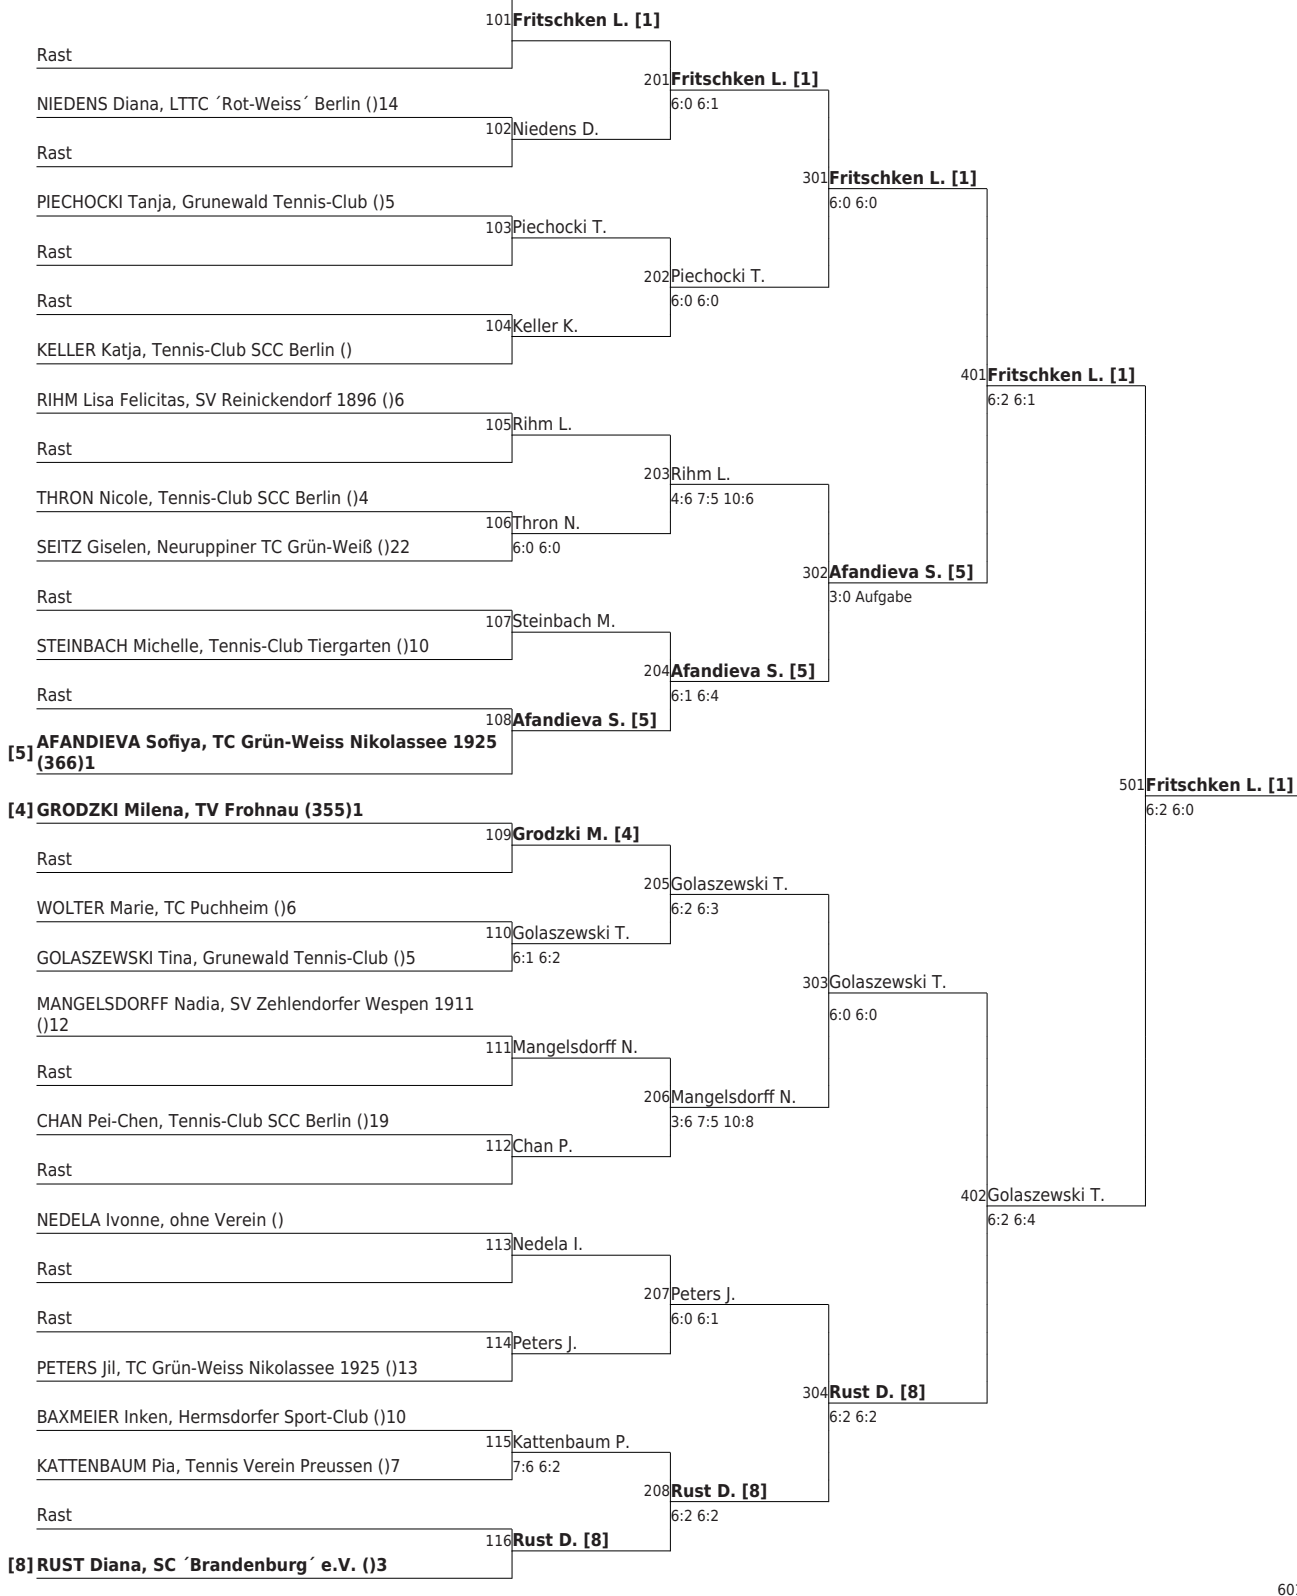 101 Fritschken L. [1]
Rast
201 Fritschken L. [1]
6:0 6:1
NIEDENS Diana, LTTC ´Rot-Weiss´ Berlin ()14
102 Niedens D.
Rast
301 Fritschken L. [1]
6:0 6:0
PIECHOCKI Tanja, Grunewald Tennis-Club ()5
103 Piechocki T.
Rast
202 Piechocki T.
6:0 6:0
Rast
104 Keller K.
KELLER Katja, Tennis-Club SCC Berlin ()
401 Fritschken L. [1]
6:2 6:1
RIHM Lisa Felicitas, SV Reinickendorf 1896 ()6
105 Rihm L.
Rast
203 Rihm L.
4:6 7:5 10:6
THRON Nicole, Tennis-Club SCC Berlin ()4
106 Thron N.
6:0 6:0
SEITZ Giselen, Neuruppiner TC Grün-Weiß ()22
302 Afandieva S. [5]
3:0 Aufgabe
Rast
107 Steinbach M.
STEINBACH Michelle, Tennis-Club Tiergarten ()10
204 Afandieva S. [5]
6:1 6:4
Rast
108 Afandieva S. [5]
[5] AFANDIEVA Sofiya, TC Grün-Weiss Nikolassee 1925
(366)1
501 Fritschken L. [1]
6:2 6:0
[4] GRODZKI Milena, TV Frohnau (355)1
109 Grodzki M. [4]
Rast
205 Golaszewski T.
6:2 6:3
WOLTER Marie, TC Puchheim ()6
110 Golaszewski T.
6:1 6:2
GOLASZEWSKI Tina, Grunewald Tennis-Club ()5
303 Golaszewski T.
6:0 6:0
MANGELSDORFF Nadia, SV Zehlendorfer Wespen 1911
()12
111 Mangelsdorff N.
Rast
206 Mangelsdorff N.
3:6 7:5 10:8
CHAN Pei-Chen, Tennis-Club SCC Berlin ()19
112 Chan P.
Rast
402 Golaszewski T.
6:2 6:4
NEDELA Ivonne, ohne Verein ()
113 Nedela I.
Rast
207 Peters J.
6:0 6:1
Rast
114 Peters J.
PETERS Jil, TC Grün-Weiss Nikolassee 1925 ()13
304 Rust D. [8]
6:2 6:2
BAXMEIER Inken, Hermsdorfer Sport-Club ()10
115 Kattenbaum P.
7:6 6:2
KATTENBAUM Pia, Tennis Verein Preussen ()7
208 Rust D. [8]
6:2 6:2
Rast
116 Rust D. [8]
[8] RUST Diana, SC ´Brandenburg´ e.V. ()3